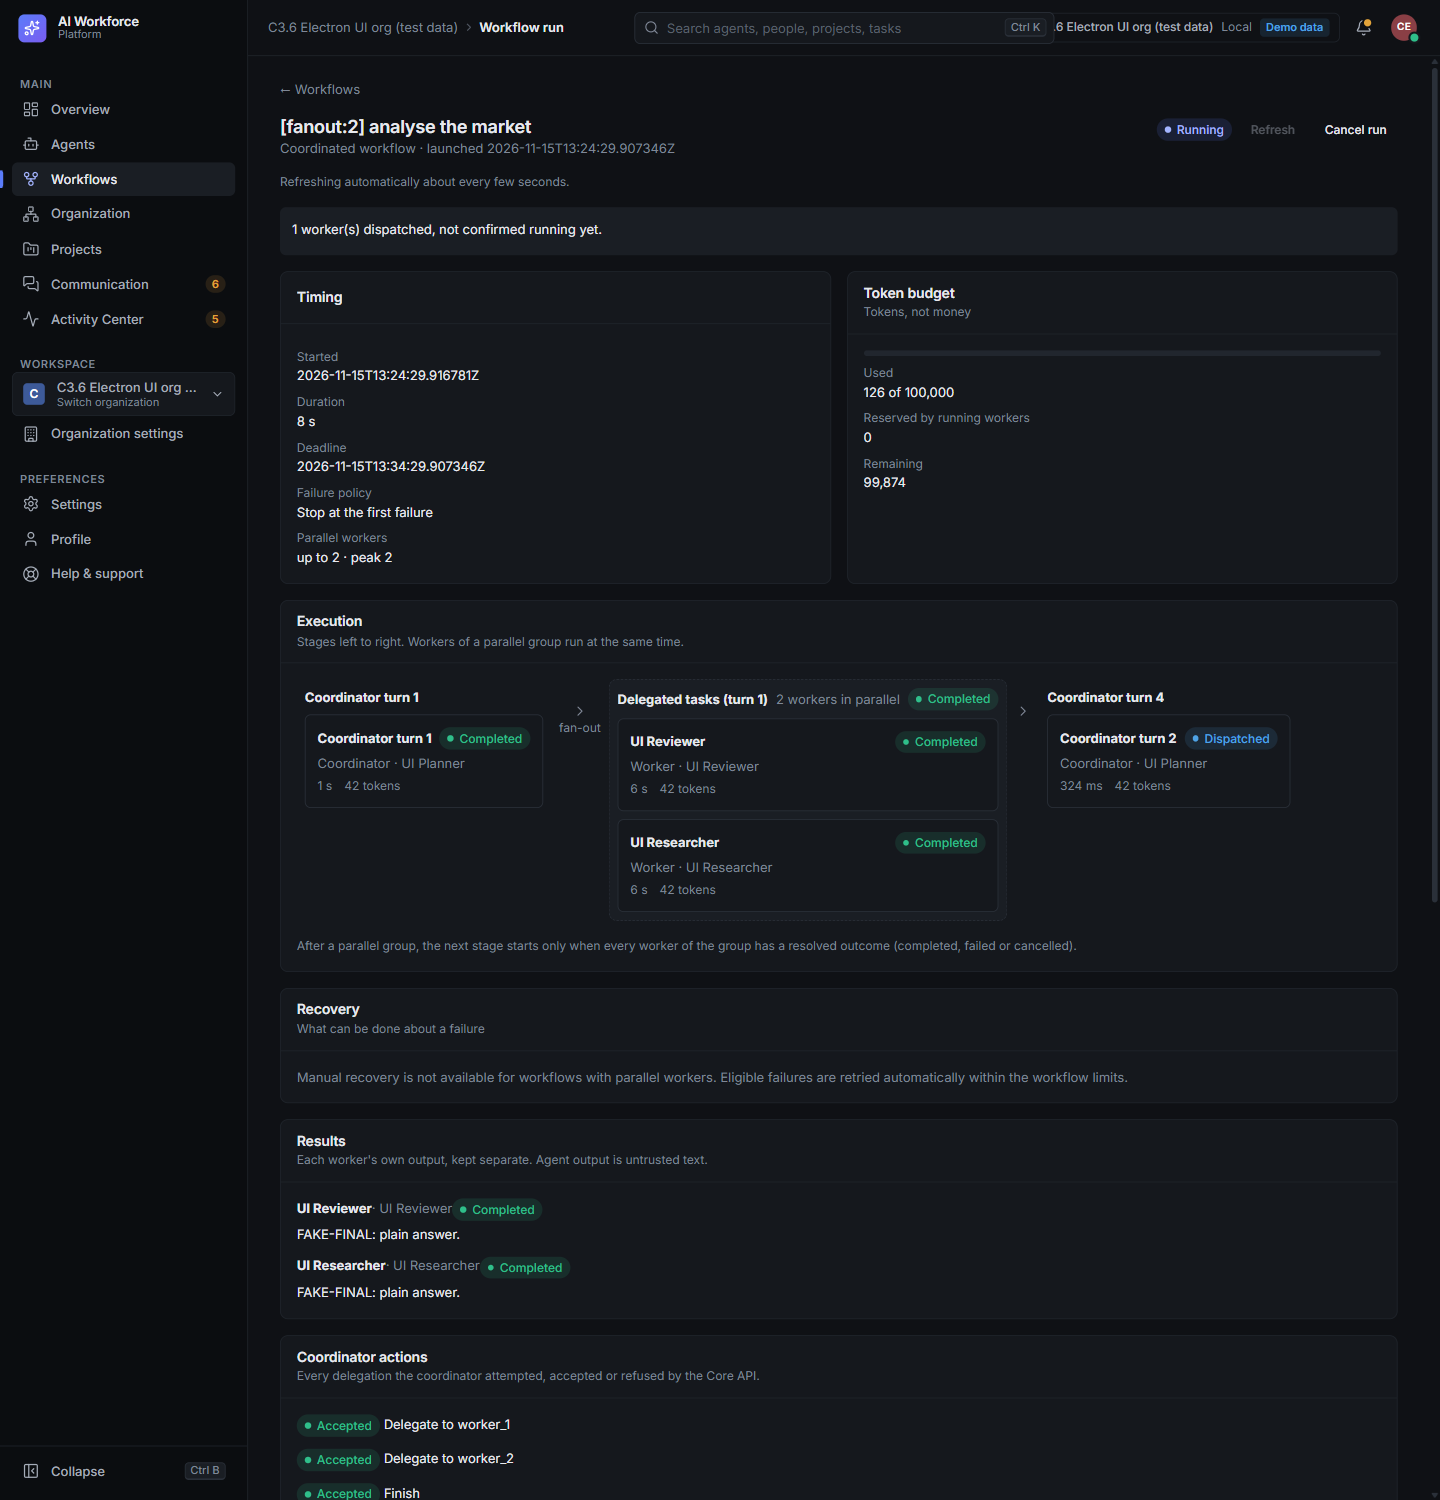 AI Workforce
Platform
C3.6 Electron UI org (test data) > Workflow run
Search agents, people, projects, tasks
Ctrl K
.6 Electron UI org (test data) Local Demo data
CE
MAIN
Overview
Agents
Workflows
Organization
Projects
Communication 6
Activity Center 5
WORKSPACE
C C3.6 Electron UI org ...
Switch organization
Organization settings
PREFERENCES
Settings
Profile
Help & support
Collapse Ctrl B
← Workflows
[fanout:2] analyse the market
Coordinated workflow · launched 2026-11-15T13:24:29.907346Z
Running Refresh Cancel run
Refreshing automatically about every few seconds.
1 worker(s) dispatched, not confirmed running yet.
Timing
Started
2026-11-15T13:24:29.916781Z
Duration
8 s
Deadline
2026-11-15T13:34:29.907346Z
Failure policy
Stop at the first failure
Parallel workers
up to 2 · peak 2
Token budget
Tokens, not money
Used
126 of 100,000
Reserved by running workers
0
Remaining
99,874
Execution
Stages left to right. Workers of a parallel group run at the same time.
Coordinator turn 1
Coordinator turn 1 Completed
Coordinator · UI Planner
1 s 42 tokens
fan-out
Delegated tasks (turn 1) 2 workers in parallel Completed
UI Reviewer Completed
Worker · UI Reviewer
6 s 42 tokens
UI Researcher Completed
Worker · UI Researcher
6 s 42 tokens
Coordinator turn 4
Coordinator turn 2 Dispatched
Coordinator · UI Planner
324 ms 42 tokens
After a parallel group, the next stage starts only when every worker of the group has a resolved outcome (completed, failed or cancelled).
Recovery
What can be done about a failure
Manual recovery is not available for workflows with parallel workers. Eligible failures are retried automatically within the workflow limits.
Results
Each worker's own output, kept separate. Agent output is untrusted text.
UI Reviewer · UI Reviewer Completed
FAKE-FINAL: plain answer.
UI Researcher · UI Researcher Completed
FAKE-FINAL: plain answer.
Coordinator actions
Every delegation the coordinator attempted, accepted or refused by the Core API.
Accepted Delegate to worker_1
Accepted Delegate to worker_2
Accepted Finish